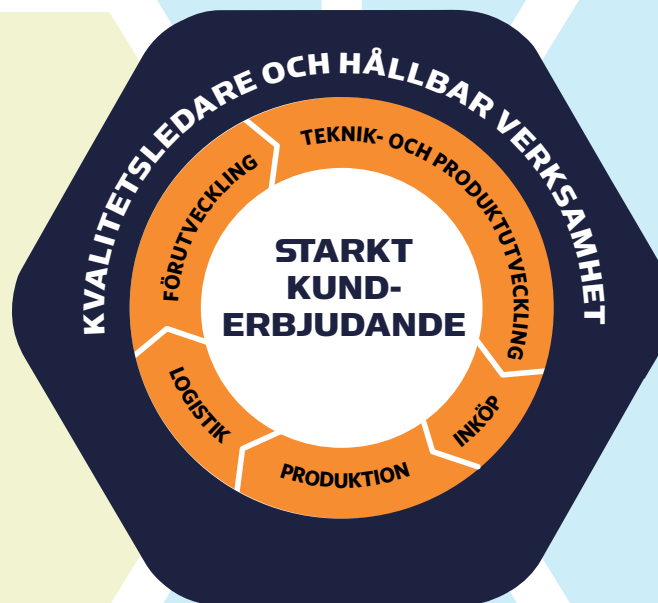 KVALITETSLEDARE OCH HÅLLBAR VERKSAMHET
FÖRUTVECKLING
TEKNIK- OCH PRODUKTUTVECKLING
INKÖP
PRODUKTION
LOGISTIK
STARKT
KUND-
ERBJUDANDE